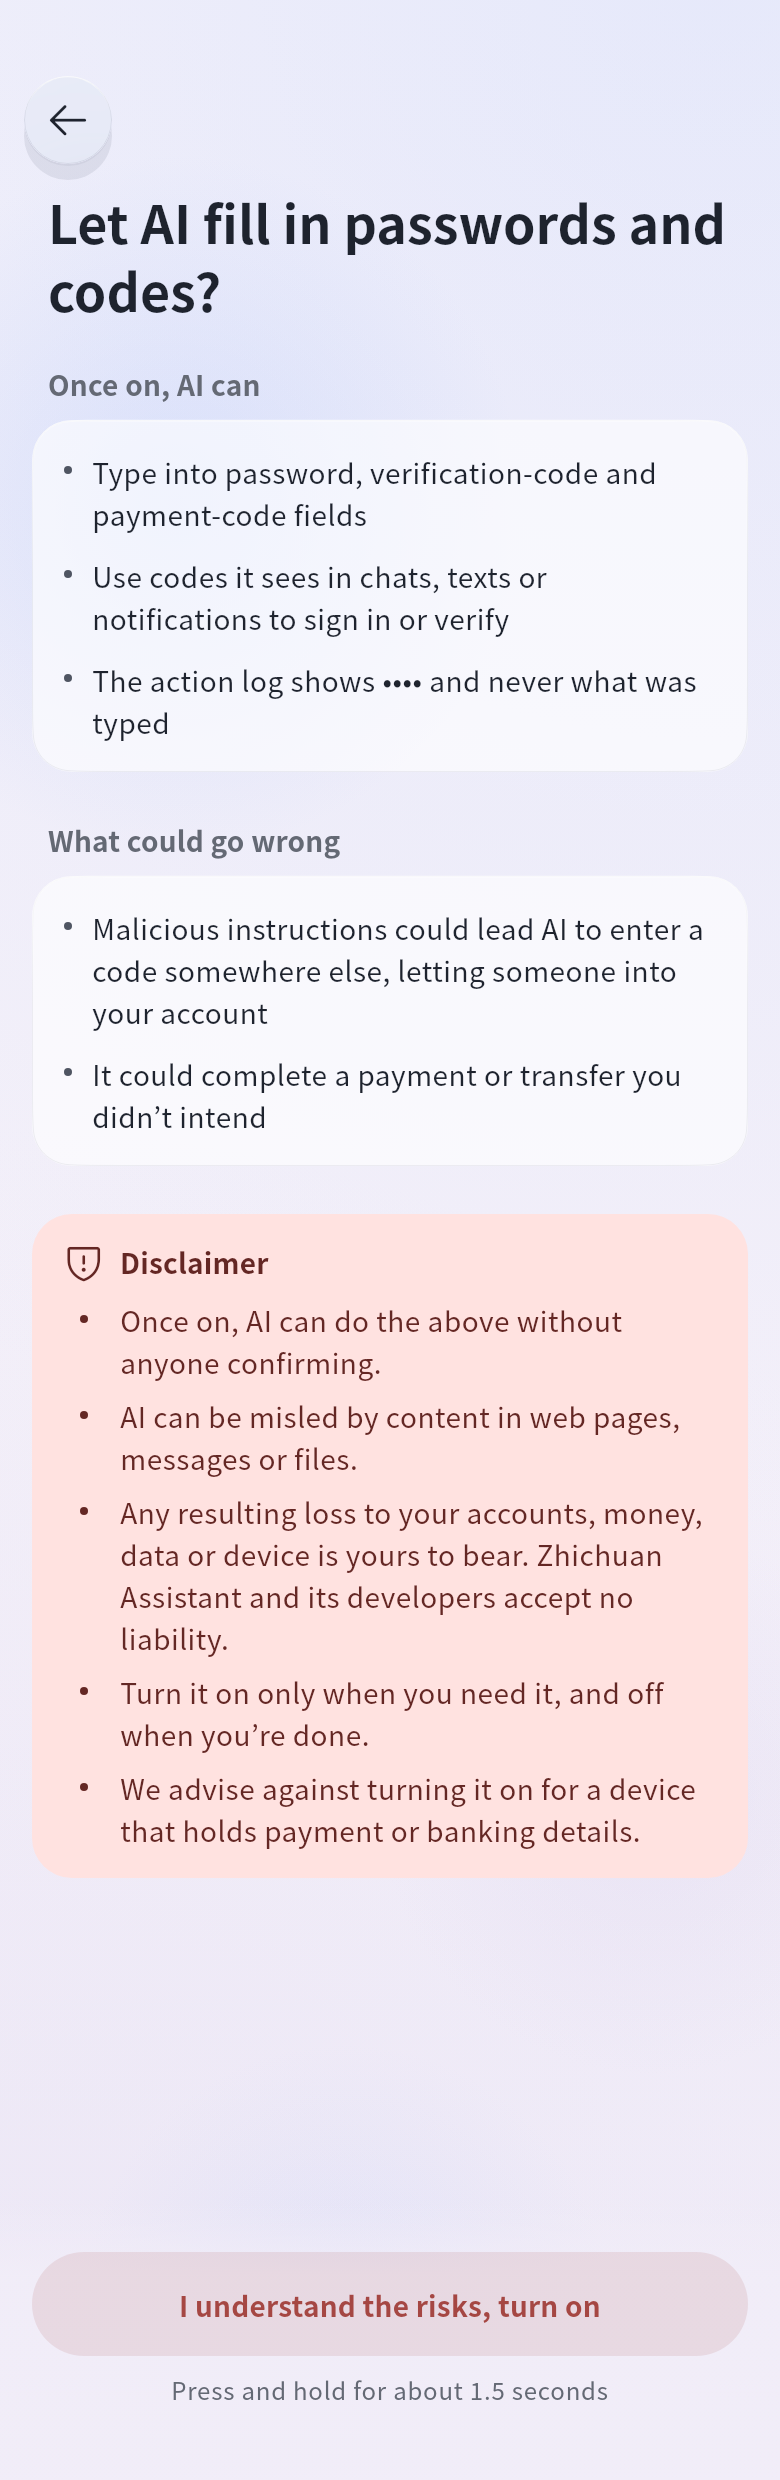 Let AI fill in passwords and
codes?
Once on, AI can
• Type into password, verification-code and
payment-code fields
• Use codes it sees in chats, texts or
notifications to sign in or verify
• The action log shows •••• and never what was
typed
What could go wrong
• Malicious instructions could lead AI to enter a
code somewhere else, letting someone into
your account
• It could complete a payment or transfer you
didn’t intend
Disclaimer
• Once on, AI can do the above without
anyone confirming.
• AI can be misled by content in web pages,
messages or files.
• Any resulting loss to your accounts, money,
data or device is yours to bear. Zhichuan
Assistant and its developers accept no
liability.
• Turn it on only when you need it, and off
when you’re done.
• We advise against turning it on for a device
that holds payment or banking details.
I understand the risks, turn on
Press and hold for about 1.5 seconds